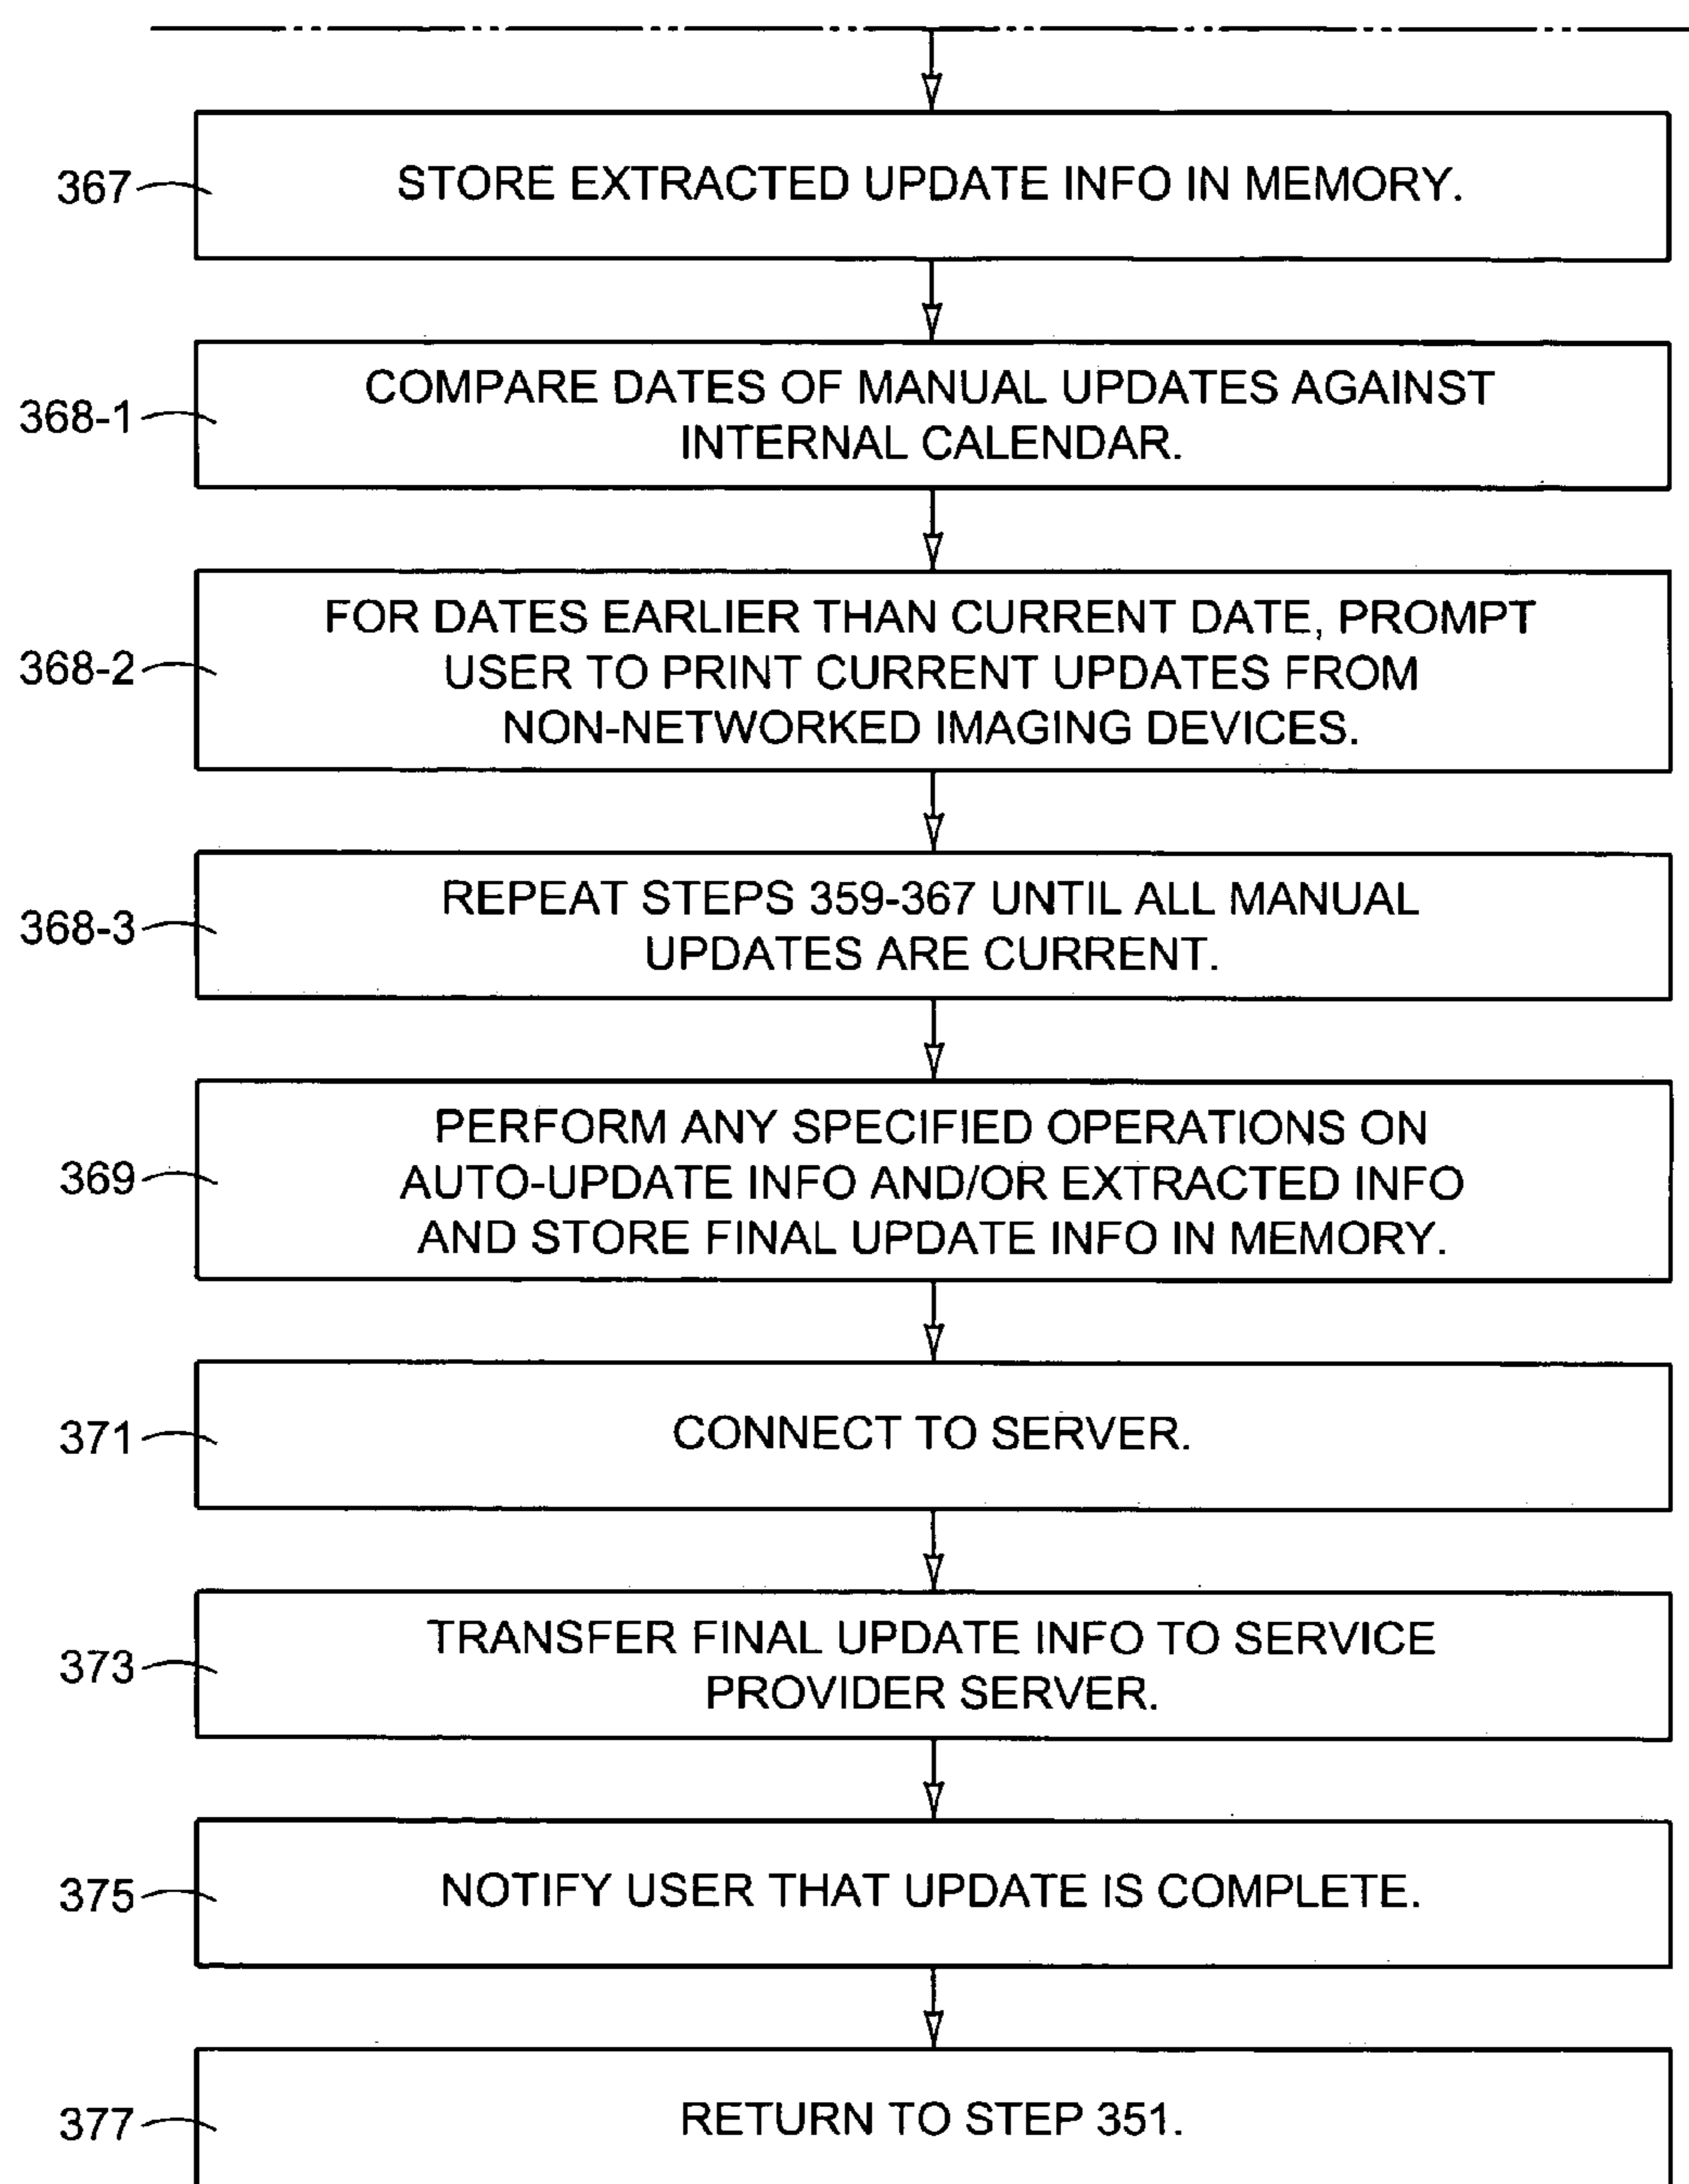 367
STORE EXTRACTED UPDATE INFO IN MEMORY.
368-1
COMPARE DATES OF MANUAL UPDATES AGAINST
INTERNAL CALENDAR.
368-2
FOR DATES EARLIER THAN CURRENT DATE, PROMPT
USER TO PRINT CURRENT UPDATES FROM
NON-NETWORKED IMAGING DEVICES.
368-3
REPEAT STEPS 359-367 UNTIL ALL MANUAL
UPDATES ARE CURRENT.
369
PERFORM ANY SPECIFIED OPERATIONS ON
AUTO-UPDATE INFO AND/OR EXTRACTED INFO
AND STORE FINAL UPDATE INFO IN MEMORY.
371
CONNECT TO SERVER.
373
TRANSFER FINAL UPDATE INFO TO SERVICE
PROVIDER SERVER.
375
NOTIFY USER THAT UPDATE IS COMPLETE.
377
RETURN TO STEP 351.